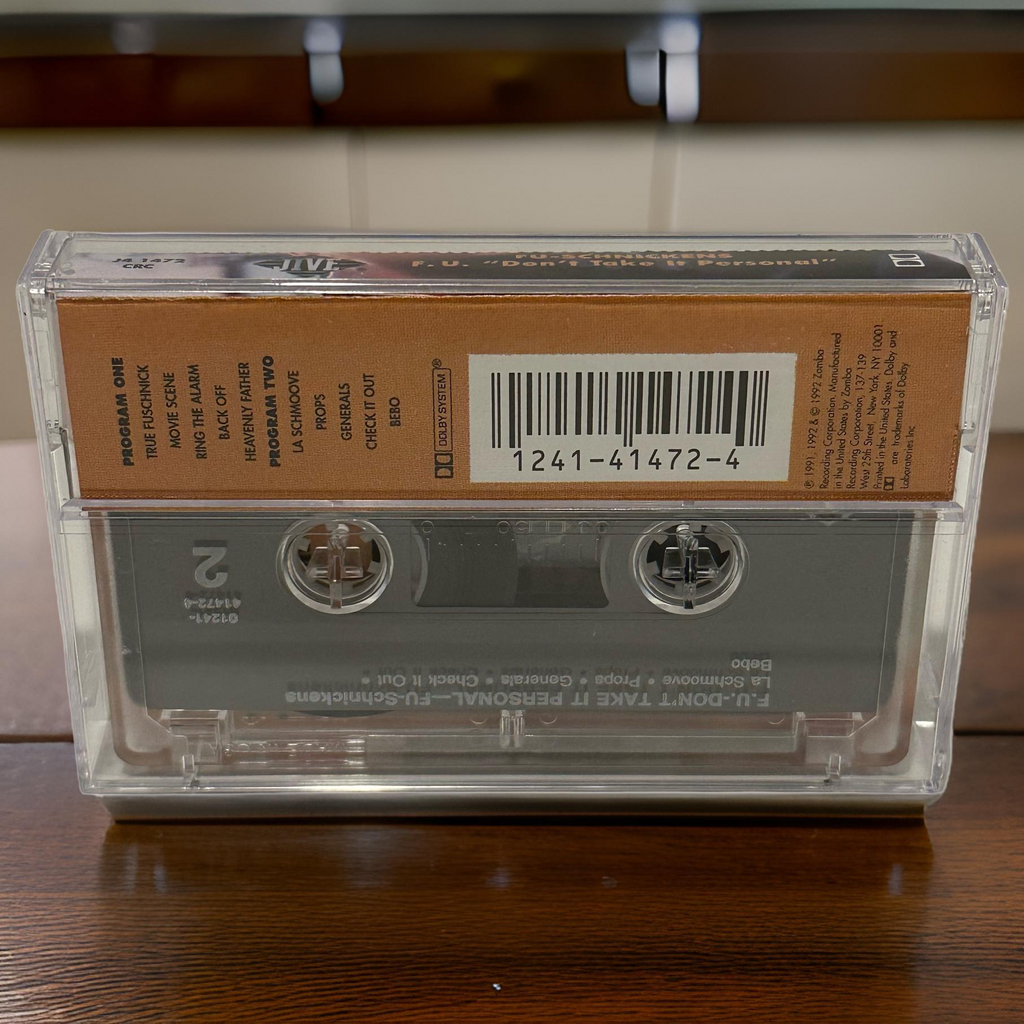 J4 1472
CRC
JIVE
FU-SCHNICKENS
F. U. "Don't Take It Personal"
PROGRAM ONE
TRUE FUSCHNICK
MOVIE SCENE
RING THE ALARM
BACK OFF
HEAVENLY FATHER
PROGRAM TWO
LA SCHMOOVE
PROPS
GENERALS
CHECK IT OUT
BEBO
DOLBY SYSTEM®
1241-41472-4
℗ 1991, 1992 & © 1992 Zomba
Recording Corporation. Manufactured
in the United States by Zomba
Recording Corporation, 137-139
West 25th Street, New York, NY 10001.
Printed in the United States. Dolby and
are trademarks of Dolby
Laboratories Inc
2
01241-
41472-4
F.U.-DON'T TAKE IT PERSONAL—FU-Schnickens
La Schmoove • Props • Generals • Check It Out •
Bebo